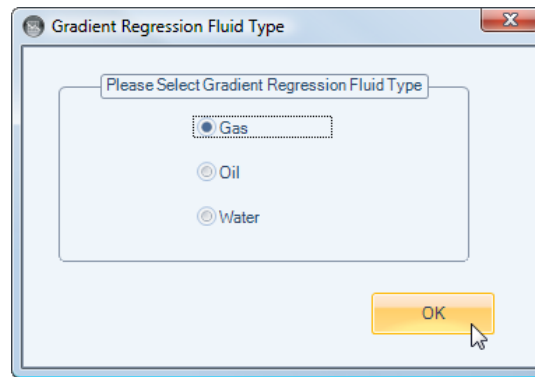 Gradient Regression Fluid Type
Please Select Gradient Regression Fluid Type
Gas
Oil
Water
OK